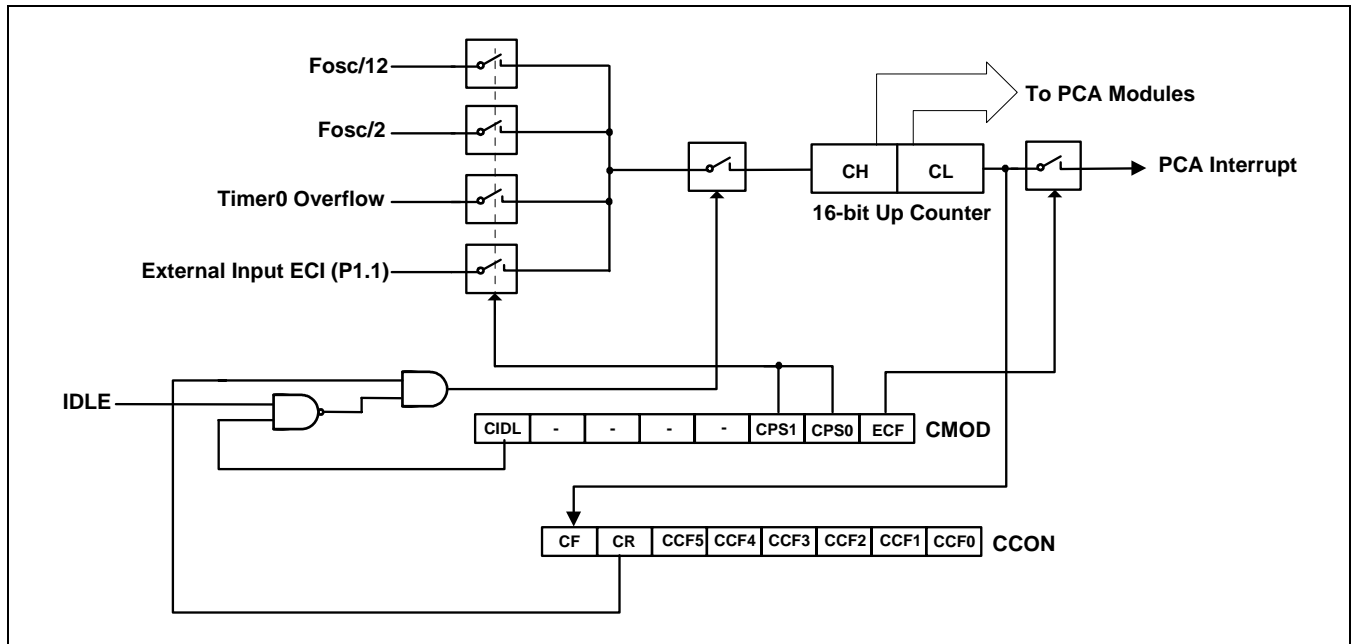 Fosc/12
To PCA Modules
Fosc/2
CH CL
PCA Interrupt
Timer0 Overflow
16-bit Up Counter
External Input ECI (P1.1)
IDLE
CIDL - - - - CPS1 CPS0 ECF CMOD
CF CR CCF5 CCF4 CCF3 CCF2 CCF1 CCF0 CCON